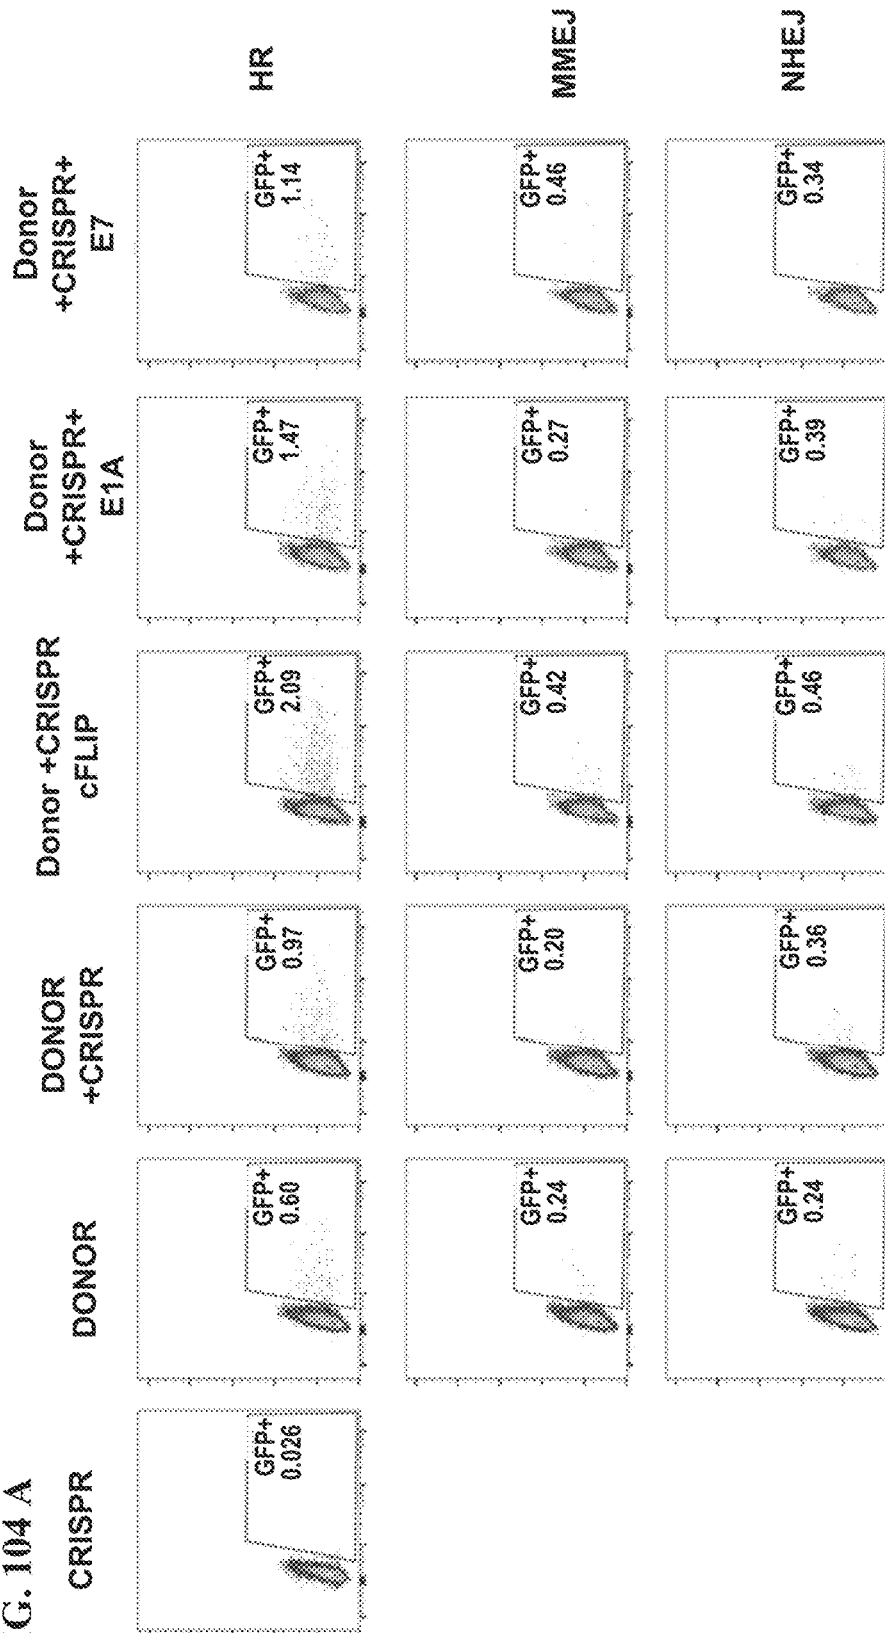 G. 104 A
CRISPR
DONOR
DONOR
+CRISPR
Donor +CRISPR
cFLIP
Donor
+CRISPR+
E1A
Donor
+CRISPR+
E7
GFP+
0.026
GFP+
0.60
GFP+
0.97
GFP+
2.09
GFP+
1.47
GFP+
1.14
HR
GFP+
0.24
GFP+
0.20
GFP+
0.42
GFP+
0.27
GFP+
0.46
MMEJ
GFP+
0.24
GFP+
0.36
GFP+
0.46
GFP+
0.39
GFP+
0.34
NHEJ